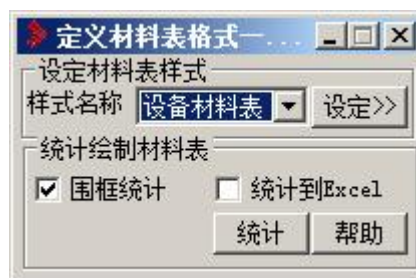 定义材料表格式一...
设定材料表样式
样式名称 设备材料表 设定>>
统计绘制材料表
围框统计 统计到Excel
统计 帮助